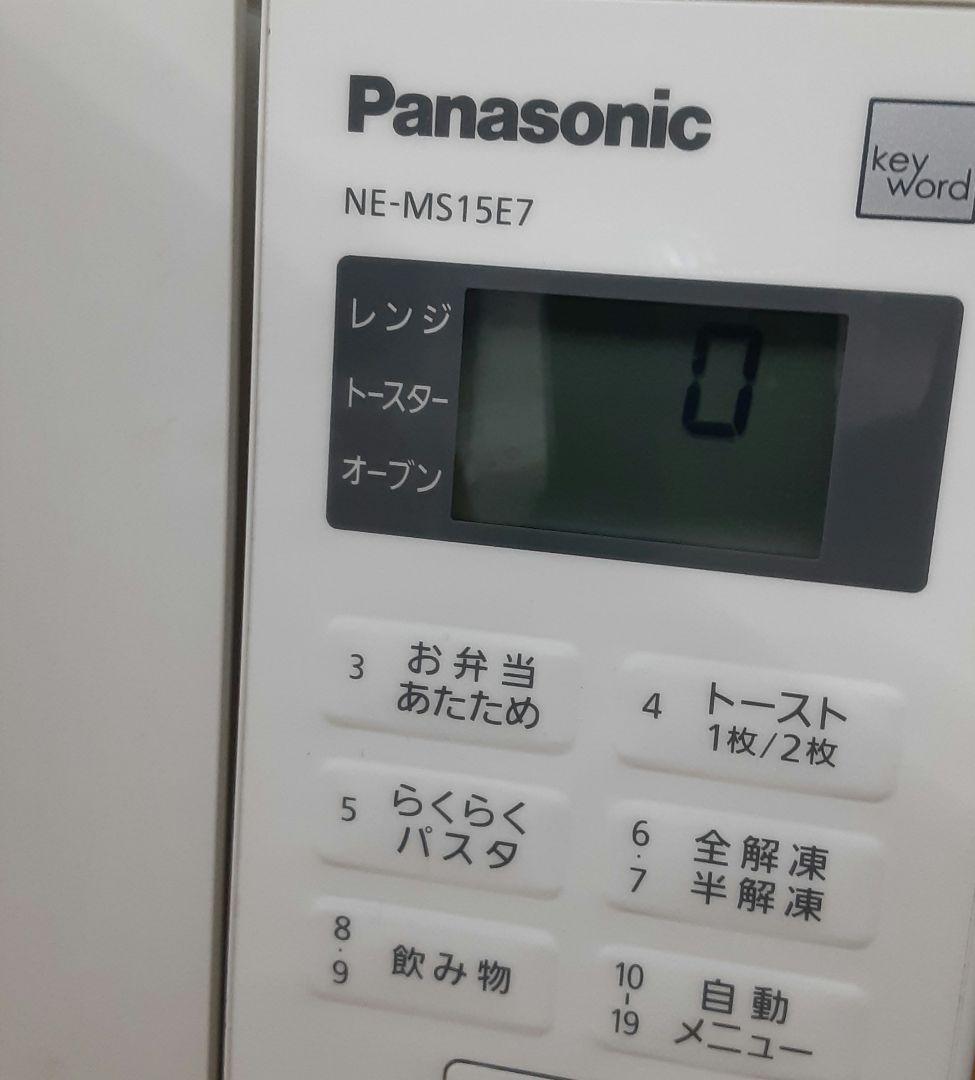 Panasonic
key
word
NE-MS15E7
レンジ
トースター
オーブン
0
3 お弁当
あたため
4 トースト
1枚/2枚
5 らくらく
パスタ
6・7 全解凍
半解凍
8・9 飲み物
10-19 自動
メニュー